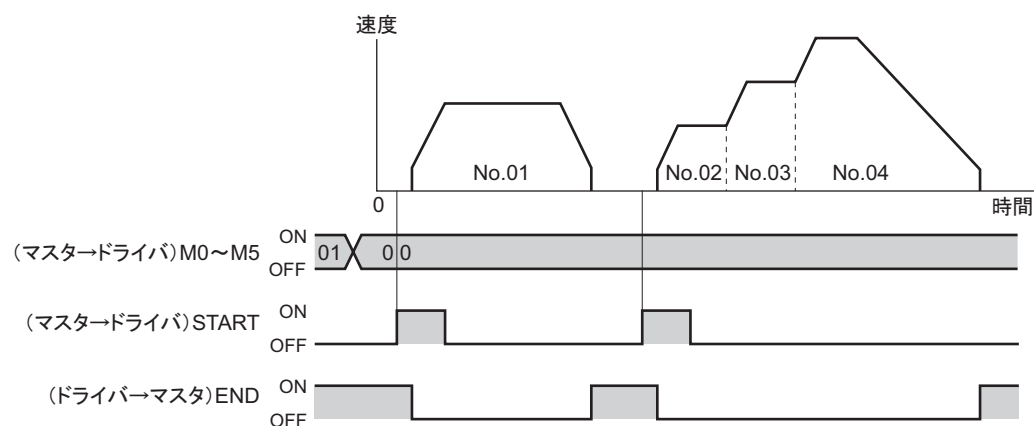 速度
No.01
No.02
No.03
No.04
0
時間
(マスタ→ドライバ)M0～M5
ON
OFF
01
00
(マスタ→ドライバ)START
ON
OFF
(ドライバ→マスタ)END
ON
OFF